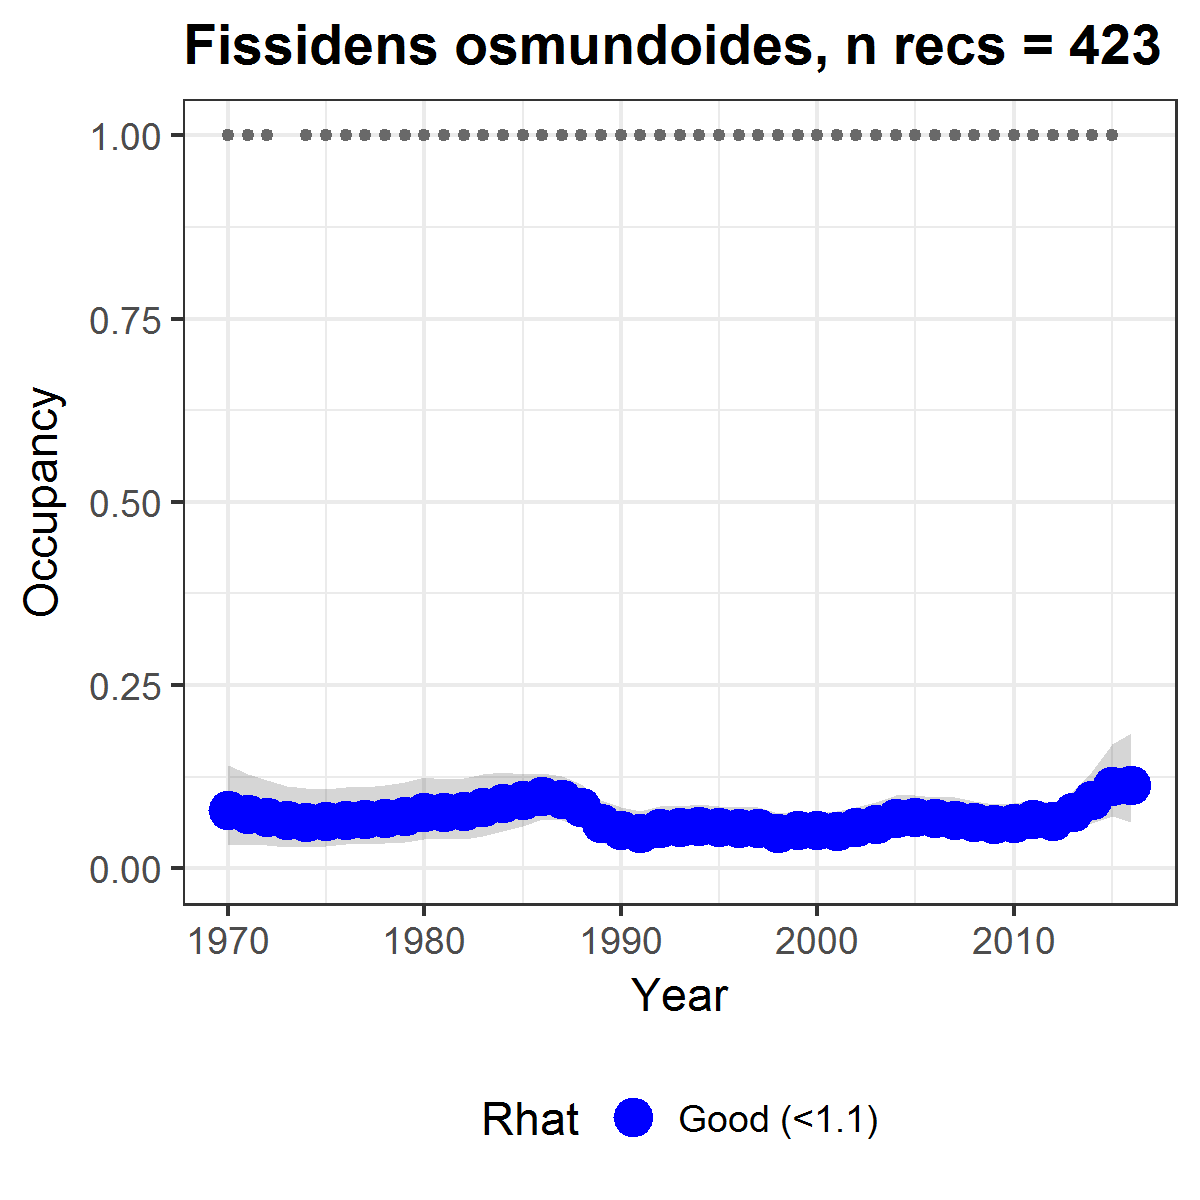 Fissidens osmundoides, n recs = 423
1.00
0.75
0.50
0.25
0.00
Occupancy
1970 1980 1990 2000 2010
Year
Rhat Good (<1.1)